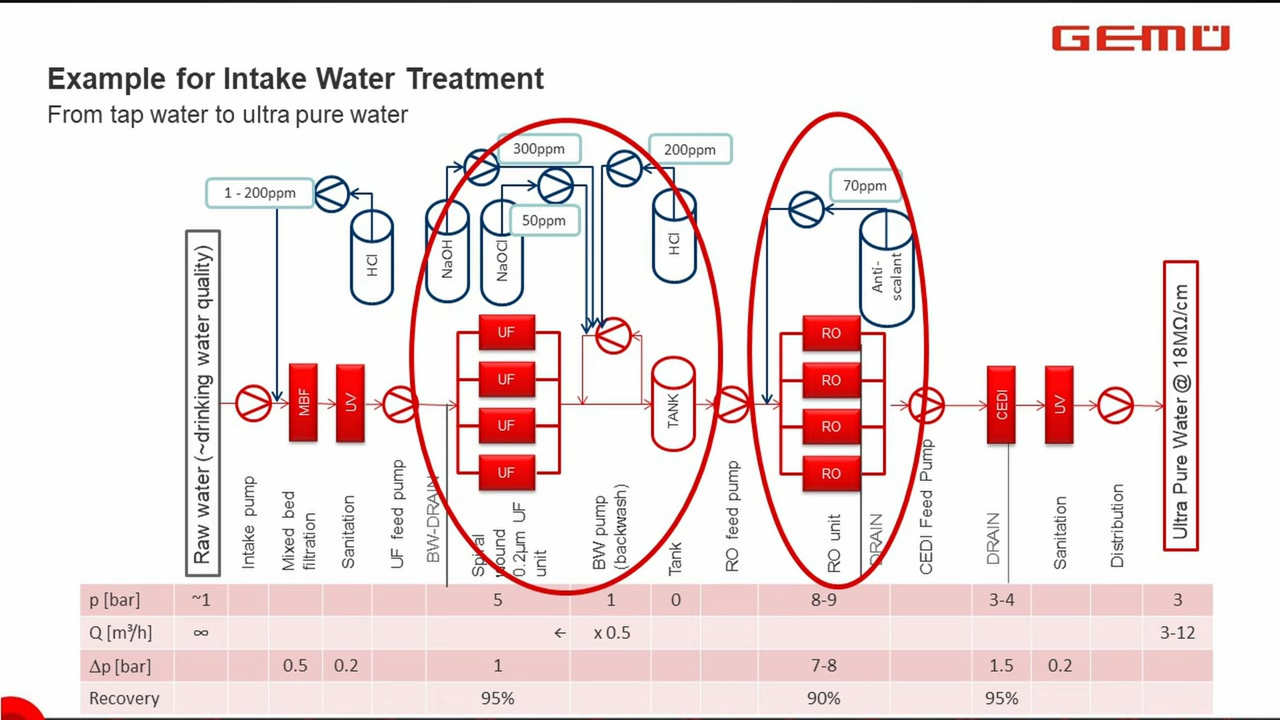 GEMÜ
Example for Intake Water Treatment
From tap water to ultra pure water
300ppm
200ppm
1 - 200ppm
70ppm
50ppm
HCl
NaOH
NaOCl
HCl
Anti-
scalant
Raw water (~drinking water quality)
MBF
UV
UF
UF
UF
UF
TANK
RO
RO
RO
RO
CEDI
UV
Ultra Pure Water @ 18MΩ/cm
Intake pump
Mixed bed
filtration
Sanitation
UF feed pump
BW-DRAIN
Spiral
wound
0.2µm UF
unit
BW pump
(backwash)
Tank
RO feed pump
RO unit
DRAIN
CEDI Feed Pump
DRAIN
Sanitation
Distribution
p [bar] ~1 5 1 0 8-9 3-4 3
Q [m³/h] ∞ ← x 0.5 3-12
Δp [bar] 0.5 0.2 1 7-8 1.5 0.2
Recovery 95% 90% 95%